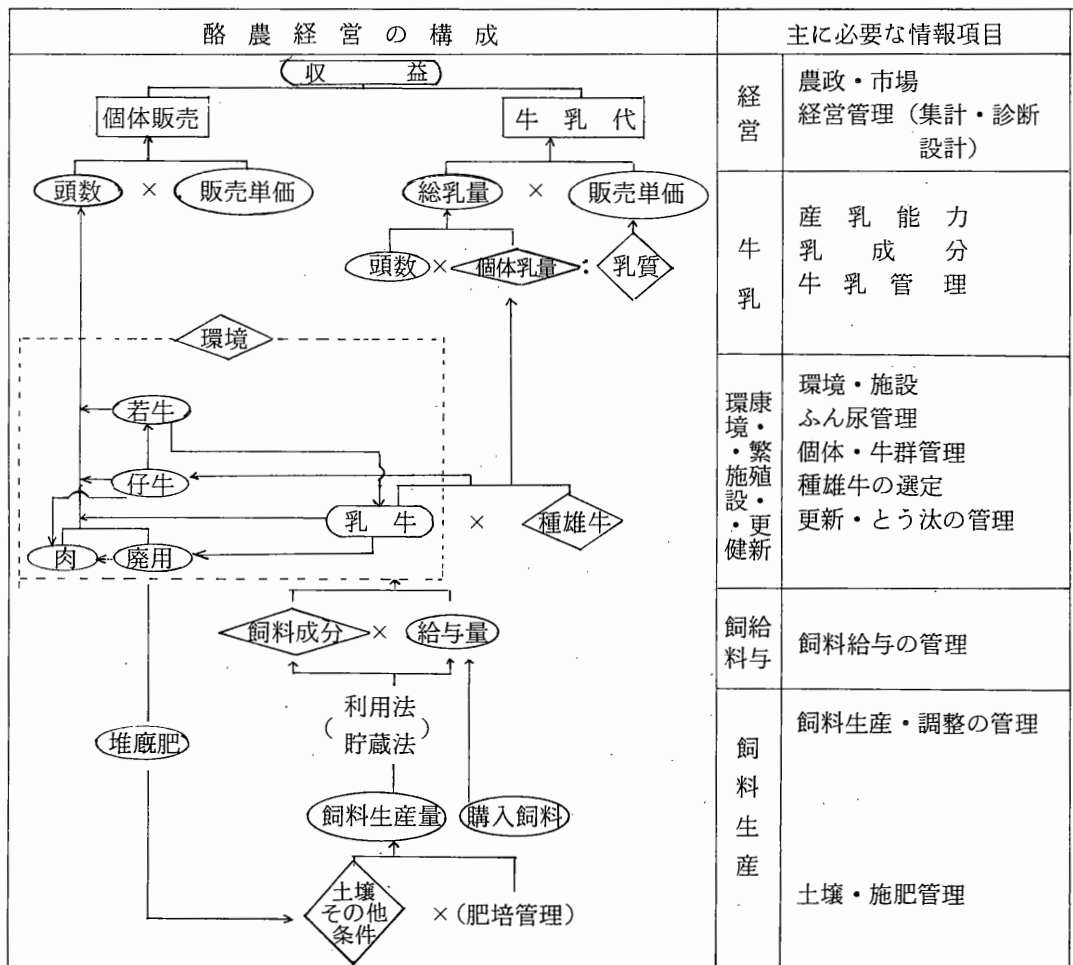 酪農経営の構成
主に必要な情報項目
収益
個体販売
牛乳代
頭数 × 販売単価
総乳量 × 販売単価
頭数 × 個体乳量 : 乳質
環境
若牛
仔牛
乳牛 × 種雄牛
肉
廃用
飼料成分 × 給与量
(利用法
貯蔵法)
堆厩肥
飼料生産量
購入飼料
土壌
その他
条件
×(肥培管理)
経営
農政・市場
経営管理(集計・診断
設計)
牛乳
産乳能力
乳成分
牛乳管理
環境・施設・健
康・繁殖・更新
環境・施設
ふん尿管理
個体・牛群管理
種雄牛の選定
更新・とう汰の管理
飼料
給与
飼料給与の管理
飼料生産
飼料生産・調整の管理
土壌・施肥管理